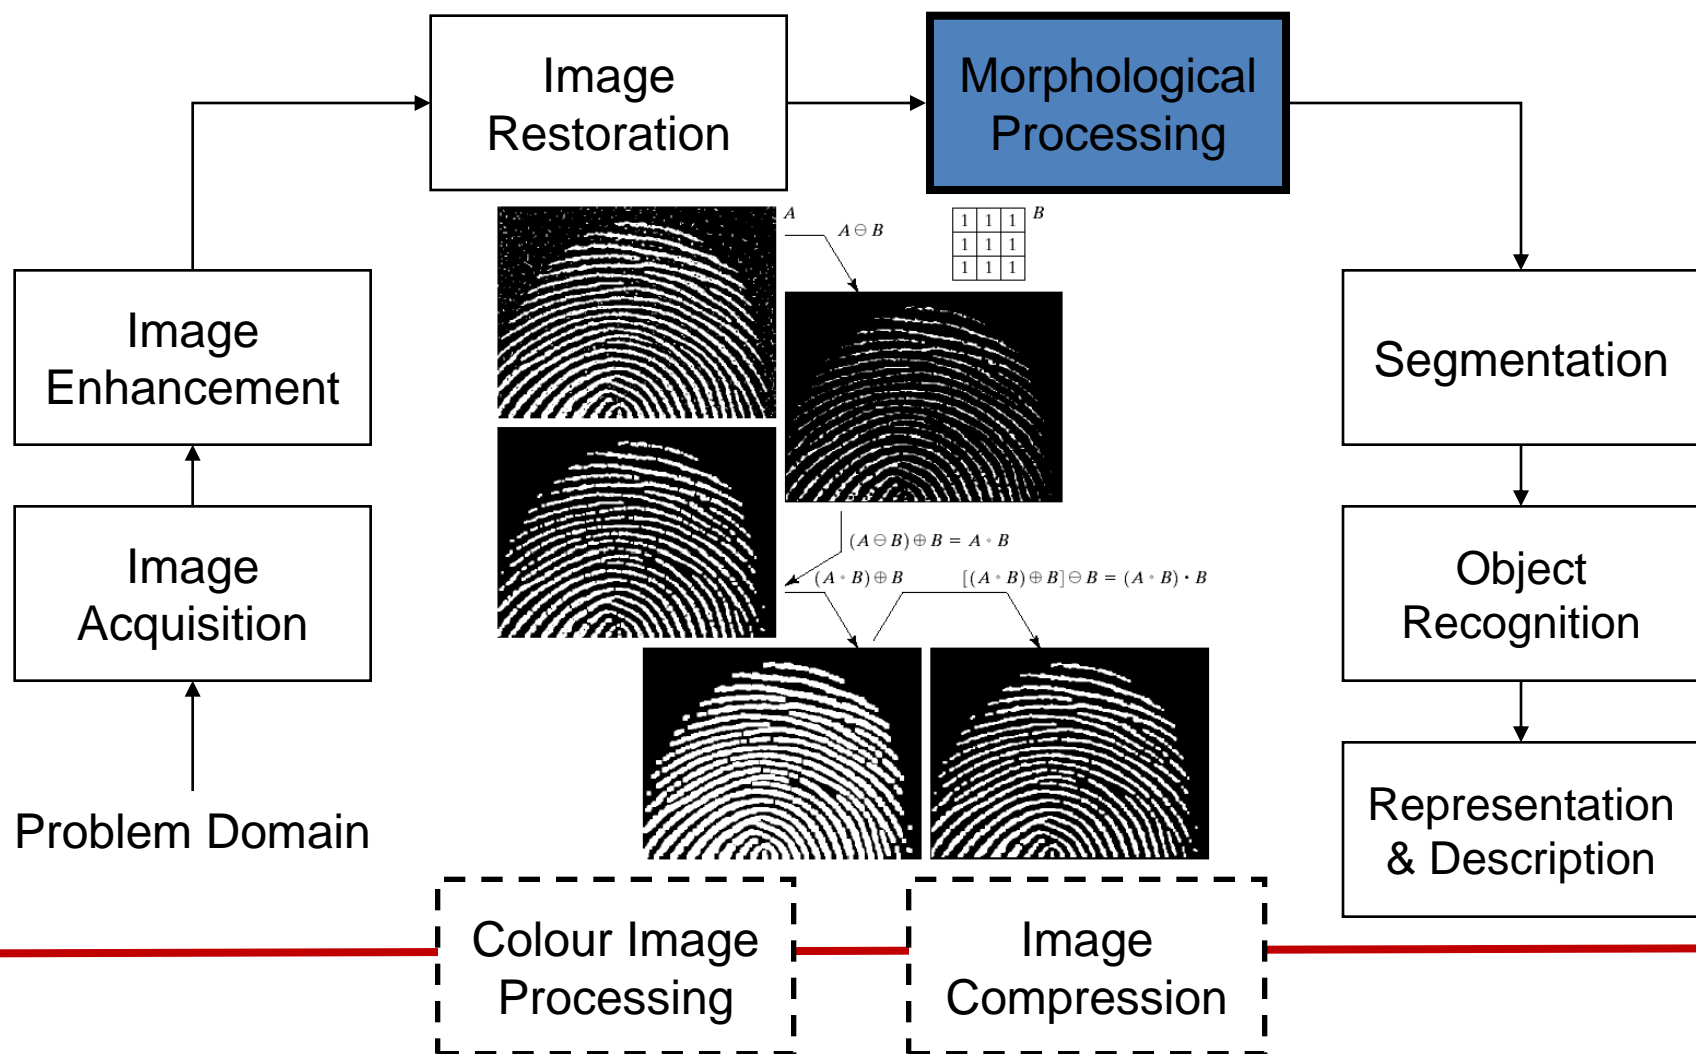 Image
Restoration
Morphological
Processing
A
A ⊖ B
1 1 1
1 1 1
1 1 1
B
Image
Enhancement
Segmentation
Image
Acquisition
(A ⊖ B) ⊕ B = A ∘ B
(A ∘ B) ⊕ B
[(A ∘ B) ⊕ B] ⊖ B = (A ∘ B) • B
Object
Recognition
Problem Domain
Representation
& Description
Colour Image
Processing
Image
Compression